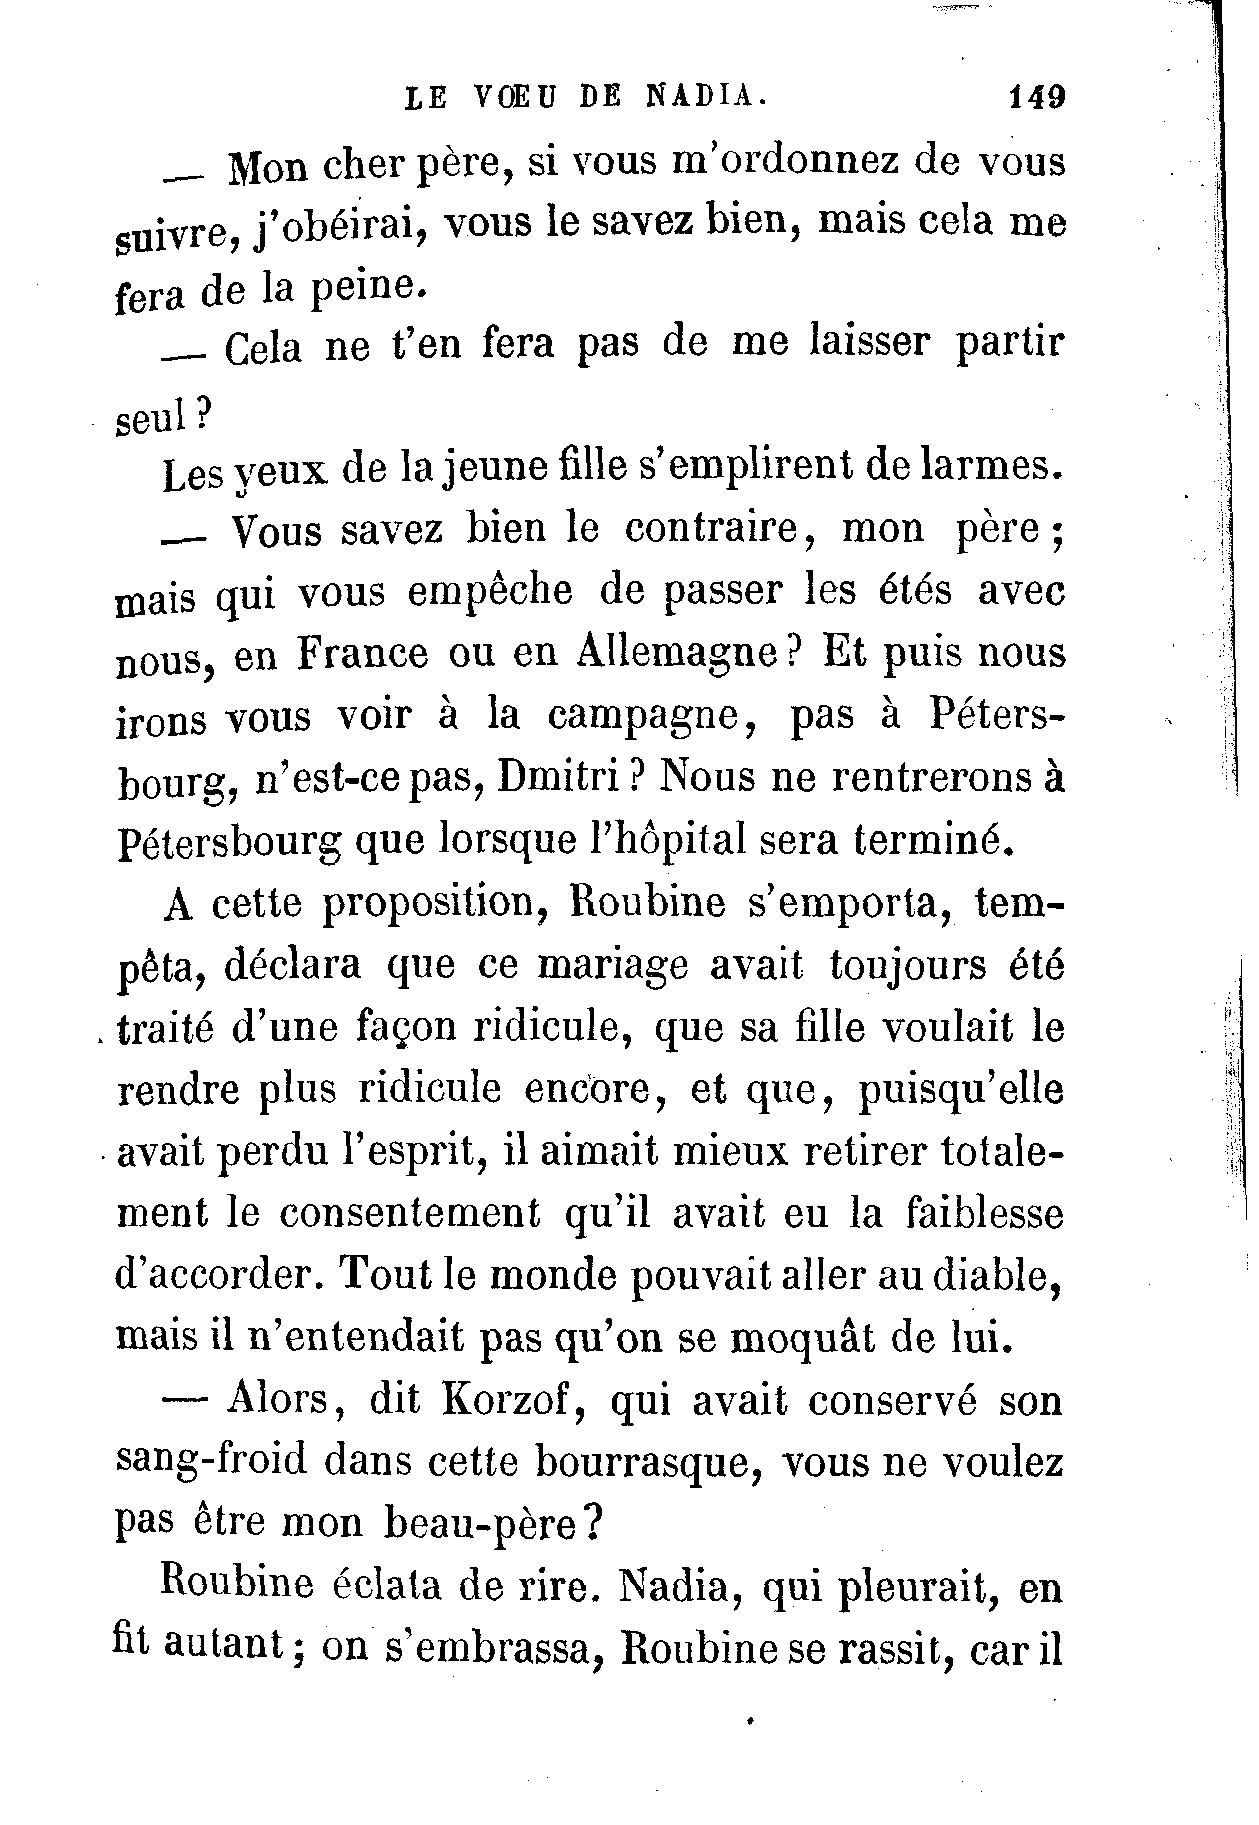 LE VŒU DE NADIA. 149
— Mon cher père, si vous m'ordonnez de vous
suivre, j'obéirai, vous le savez bien, mais cela me
fera de la peine.
— Cela ne t'en fera pas de me laisser partir
seul ?
Les yeux de la jeune fille s'emplirent de larmes.
— Vous savez bien le contraire, mon père ;
mais qui vous empêche de passer les étés avec
nous, en France ou en Allemagne ? Et puis nous
irons vous voir à la campagne, pas à Péters-
bourg, n'est-ce pas, Dmitri ? Nous ne rentrerons à
Pétersbourg que lorsque l'hôpital sera terminé.
A cette proposition, Roubine s'emporta, tem-
pêta, déclara que ce mariage avait toujours été
traité d'une façon ridicule, que sa fille voulait le
rendre plus ridicule encore, et que, puisqu'elle
avait perdu l'esprit, il aimait mieux retirer totale-
ment le consentement qu'il avait eu la faiblesse
d'accorder. Tout le monde pouvait aller au diable,
mais il n'entendait pas qu'on se moquât de lui.
— Alors, dit Korzof, qui avait conservé son
sang-froid dans cette bourrasque, vous ne voulez
pas être mon beau-père ?
Roubine éclata de rire. Nadia, qui pleurait, en
fit autant ; on s'embrassa, Roubine se rassit, car il